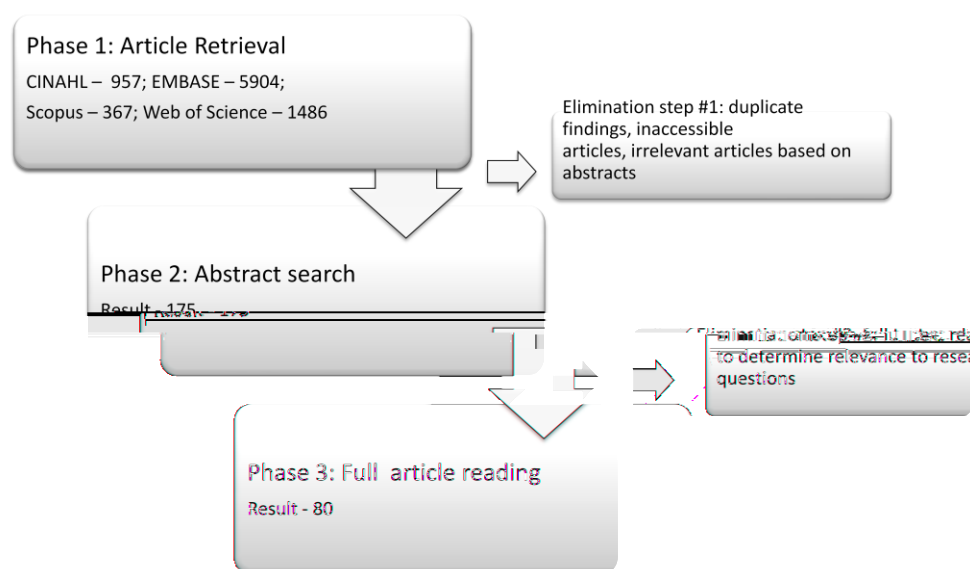 Phase 1: Article Retrieval
CINAHL – 957; EMBASE – 5904;
Scopus – 367; Web of Science – 1486
Elimination step #1: duplicate
findings, inaccessible
articles, irrelevant articles based on
abstracts
Phase 2: Abstract search
Result - 175
to determine relevance to
questions
Phase 3: Full article reading
Result - 80